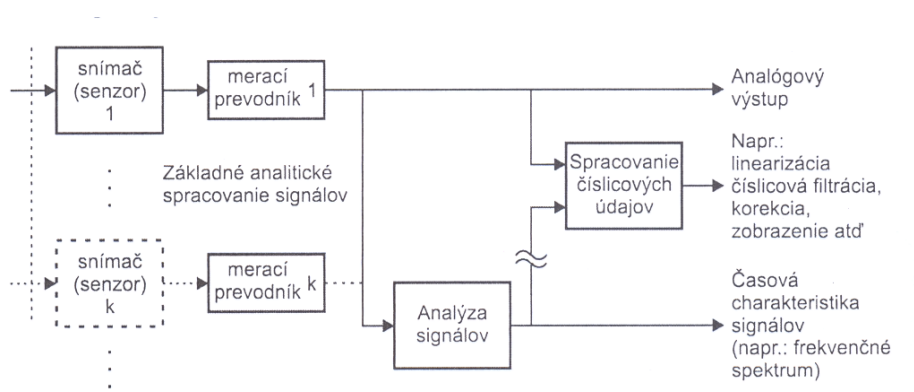 snímač
(senzor)
1
merací
prevodník 1
Základné analitické
spracovanie signálov
snímač
(senzor)
k
merací
prevodník k
Analýza
signálov
Spracovanie
číslicových
údajov
Analógový
výstup
Napr.:
linearizácia
číslicová filtrácia,
korekcia,
zobrazenie atď
Časová
charakteristika
signálov
(napr.: frekvenčné
spektrum)